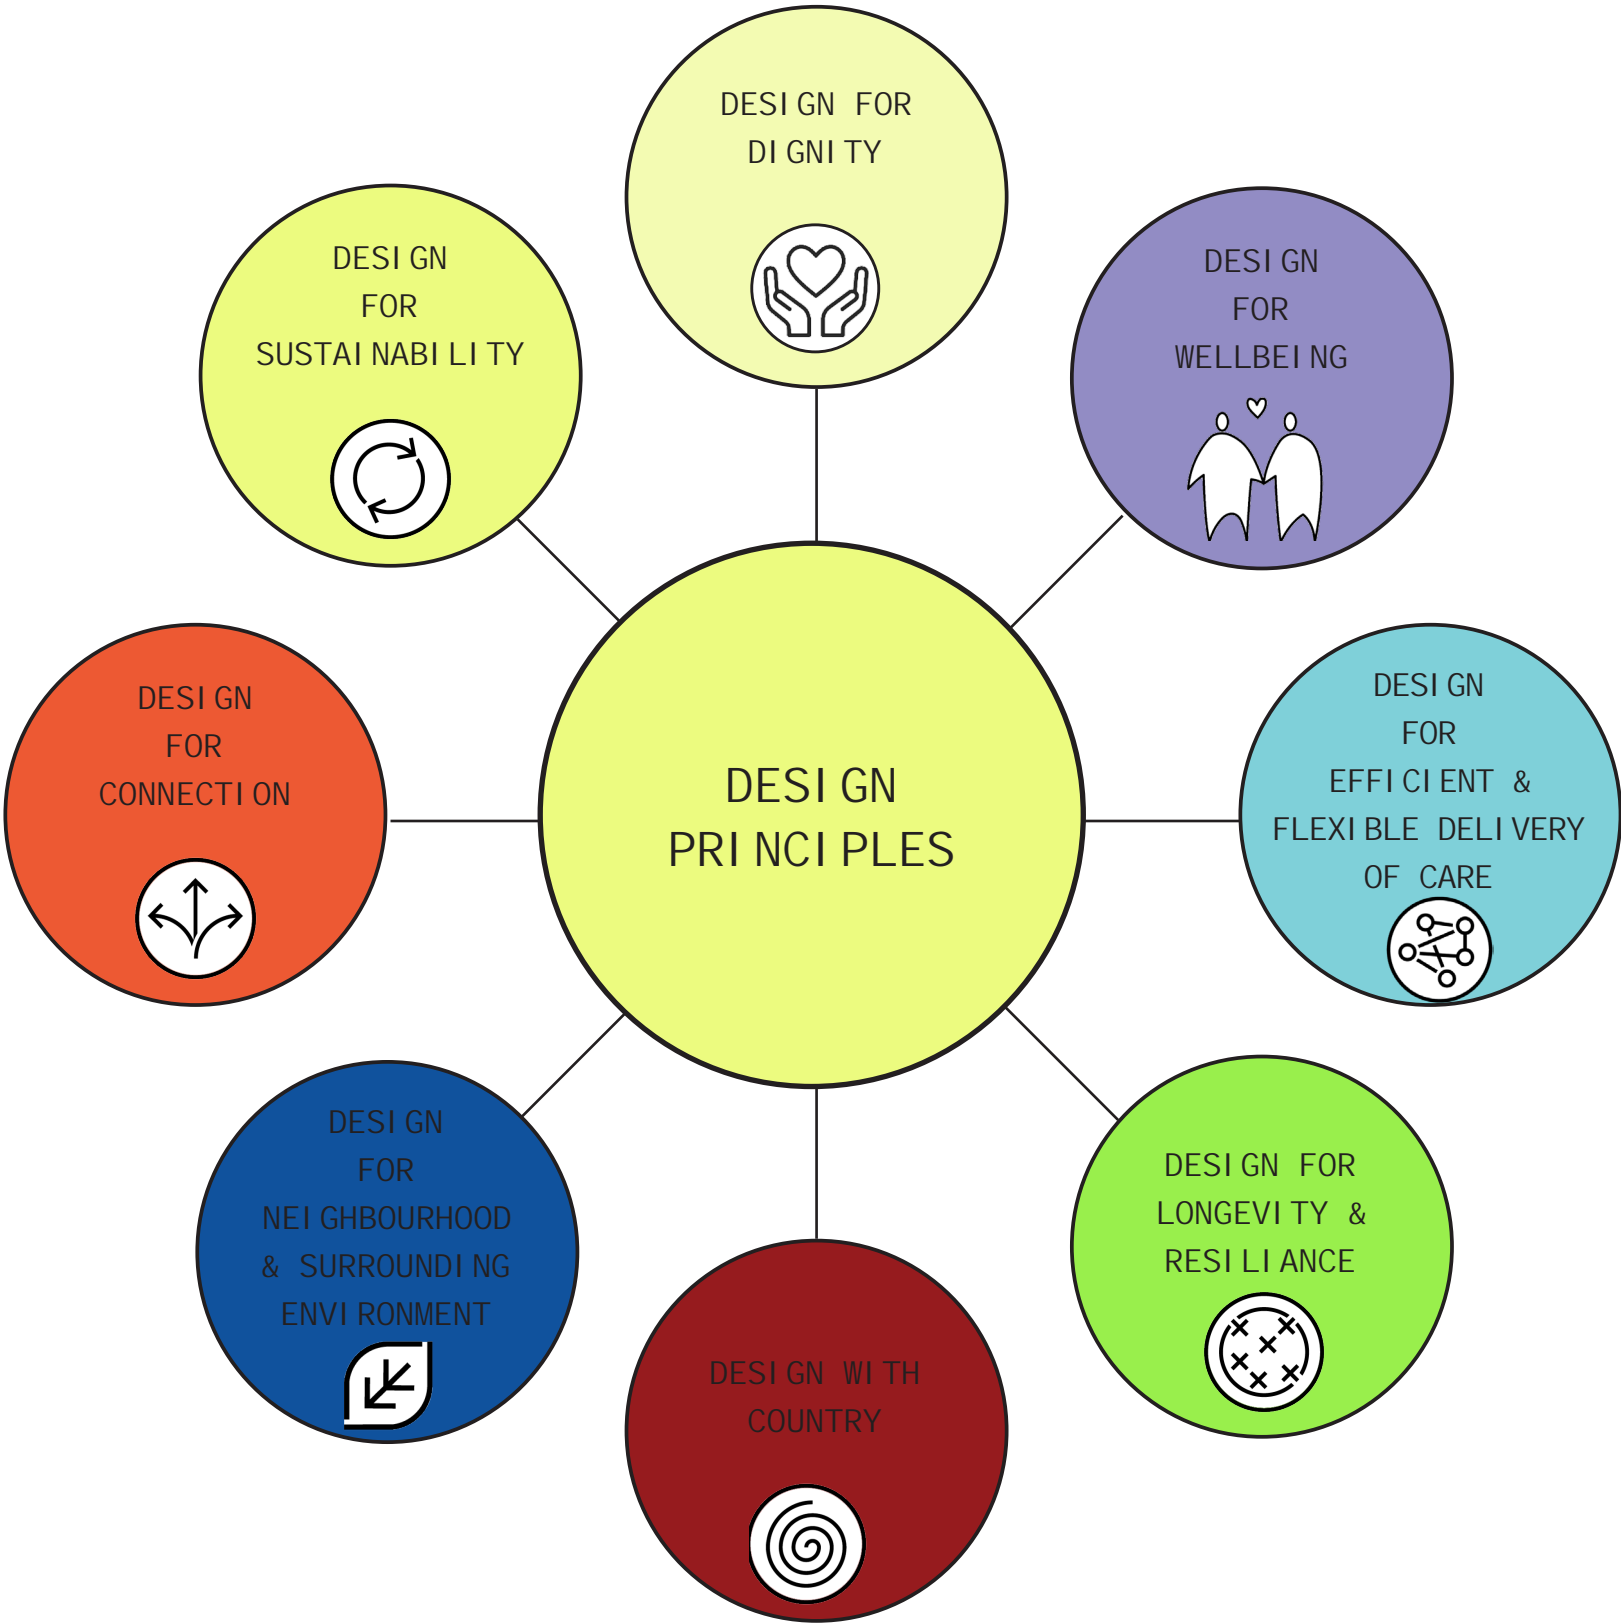 DESIGN FOR
DIGNITY
DESIGN
FOR
WELLBEING
DESIGN
FOR
EFFICIENT &
FLEXIBLE DELIVERY
OF CARE
DESIGN FOR
LONGEVITY &
RESILIANCE
DESIGN WITH
COUNTRY
DESIGN
FOR
NEIGHBOURHOOD
& SURROUNDING
ENVIRONMENT
DESIGN
FOR
CONNECTION
DESIGN
FOR
SUSTAINABILITY
DESIGN
PRINCIPLES